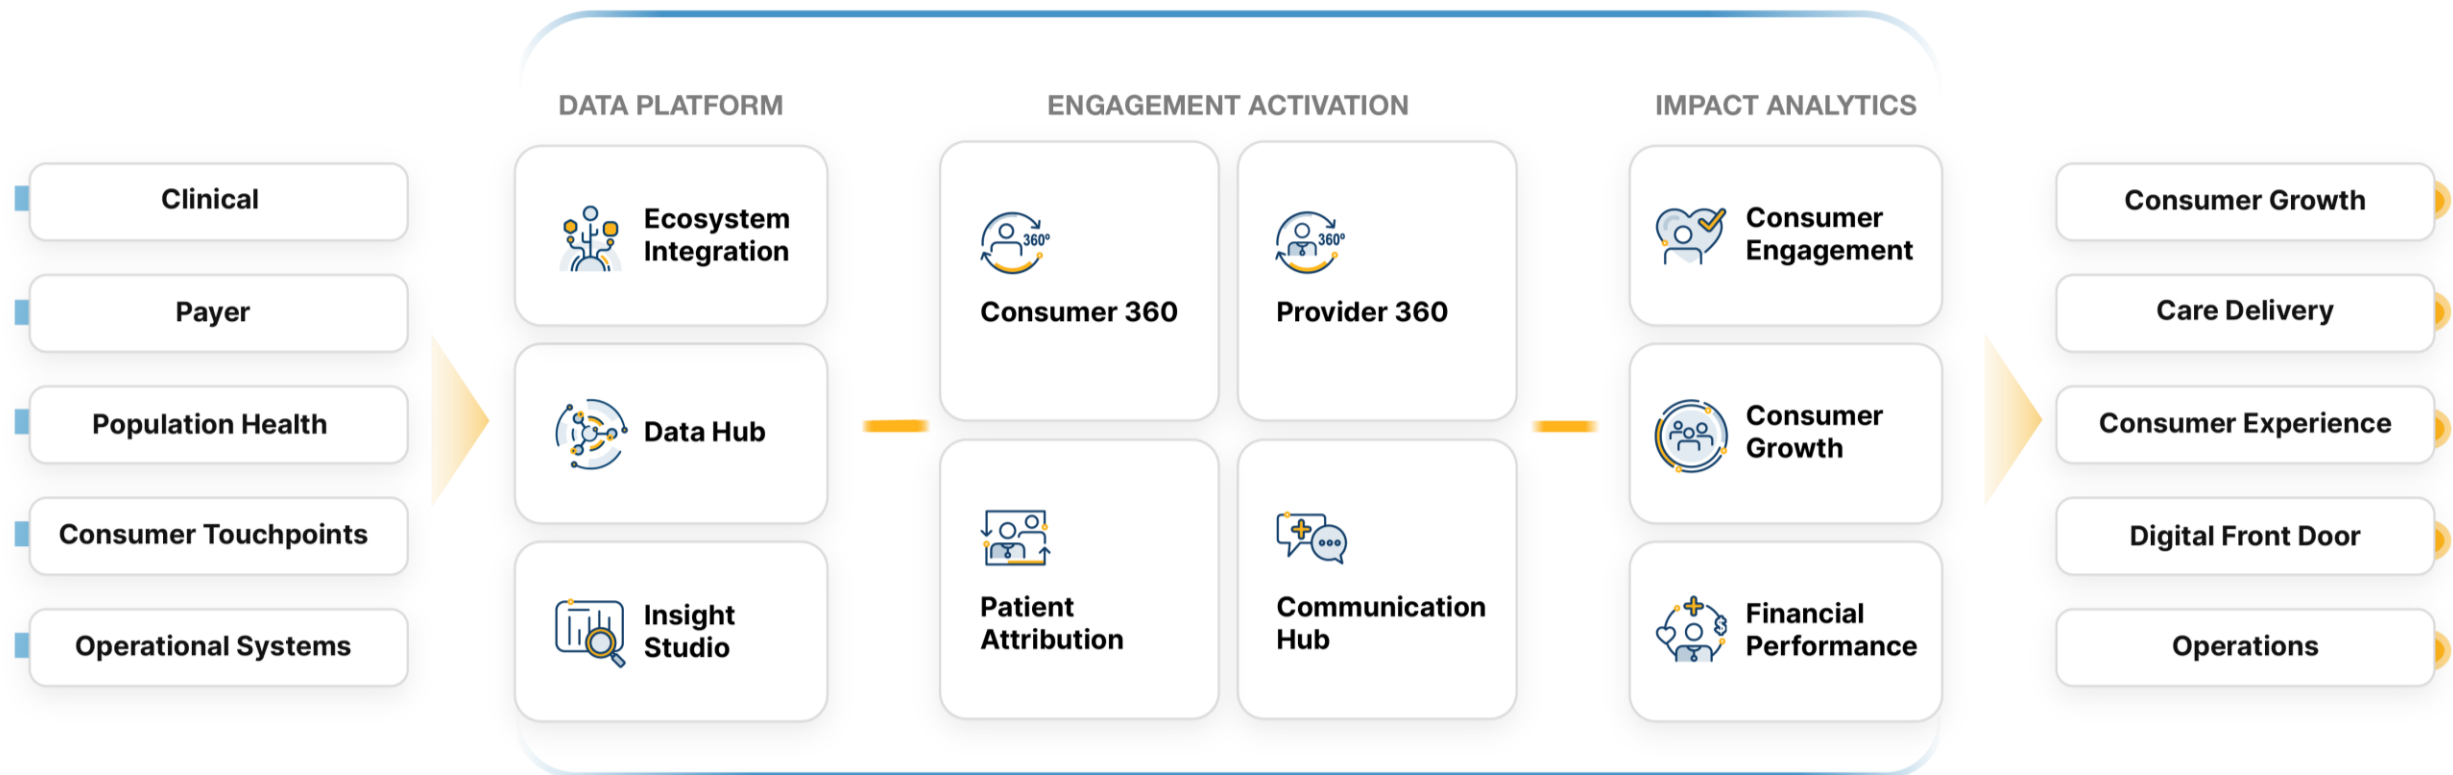 DATA PLATFORM
ENGAGEMENT ACTIVATION
IMPACT ANALYTICS
Clinical
Payer
Population Health
Consumer Touchpoints
Operational Systems
Ecosystem
Integration
Data Hub
Insight
Studio
360°
Consumer 360
360°
Provider 360
Patient
Attribution
Communication
Hub
Consumer
Engagement
Consumer
Growth
Financial
Performance
Consumer Growth
Care Delivery
Consumer Experience
Digital Front Door
Operations